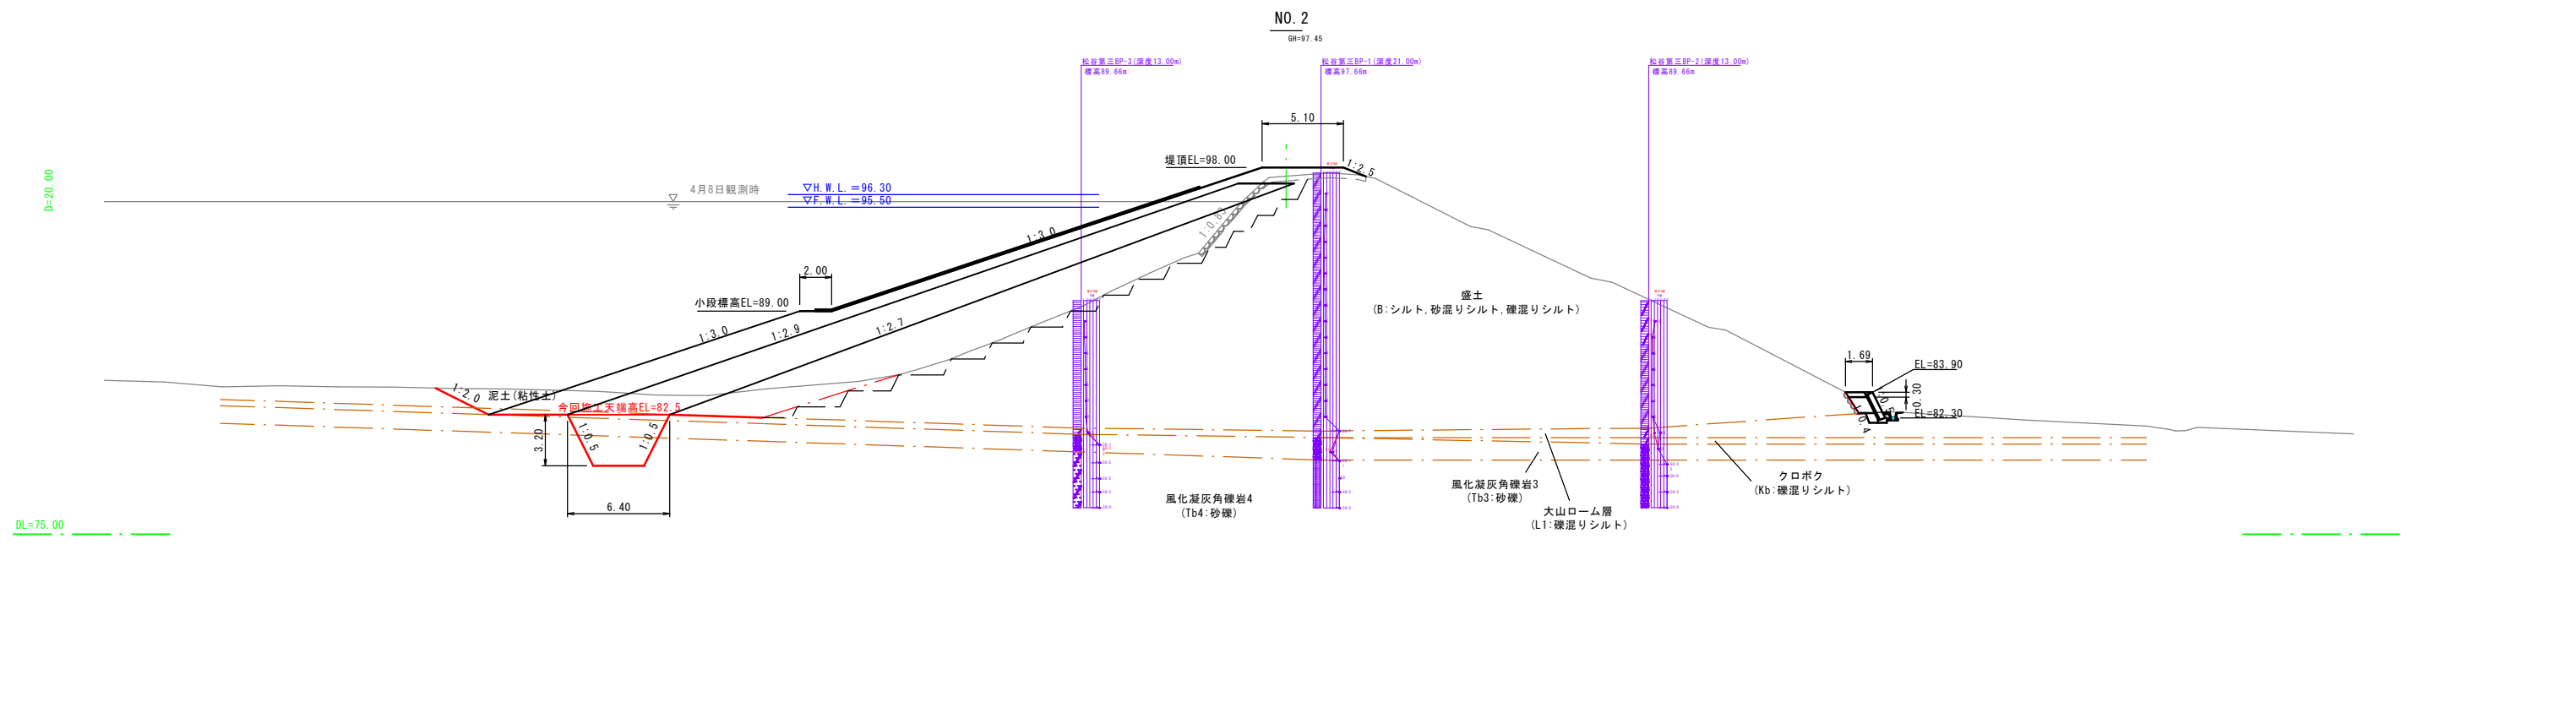 NO. 2
GH=97.45
松谷第三BP-3(深度13.00m)
標高89.66m
松谷第三BP-1(深度21.00m)
標高97.66m
松谷第三BP-2(深度13.00m)
標高89.66m
5.10
堤頂EL=98.00
1:2.5
D=20.00
4月8日観測時
▽H.W.L.=96.30
▽F.W.L.=95.50
1:0.83
1:3.0
2.00
小段標高EL=89.00
1:3.0
1:2.9
1:2.7
盛土
(B:シルト,砂混りシルト,礫混りシルト)
1.69
EL=83.90
0.30
EL=82.30
1:2.0
泥土(粘性土)
今回施工天端高EL=82.5
3.20
1:0.5
1:0.5
6.40
風化凝灰角礫岩4
(Tb4:砂礫)
風化凝灰角礫岩3
(Tb3:砂礫)
大山ローム層
(L1:礫混りシルト)
クロボク
(Kb:礫混りシルト)
DL=75.00